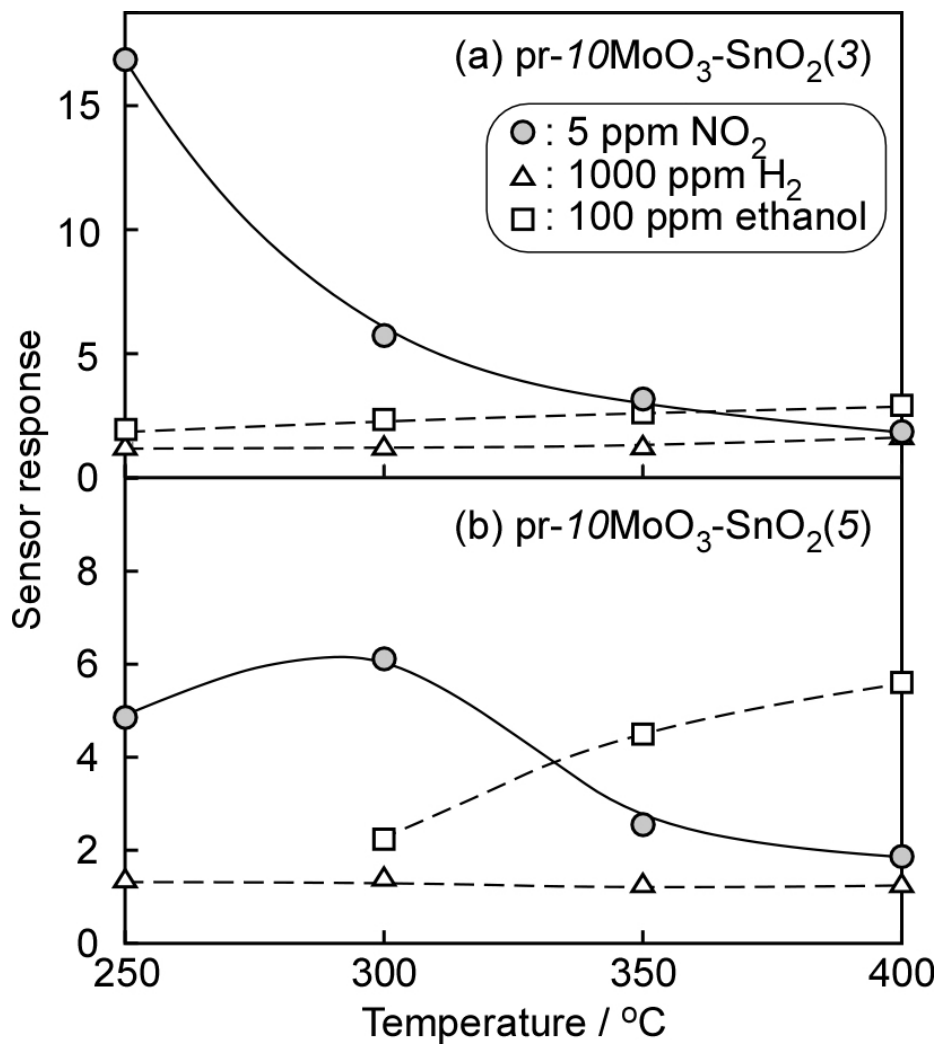 (a) pr-10MoO₃-SnO₂(3)
: 5 ppm NO₂
: 1000 ppm H₂
: 100 ppm ethanol
15
10
5
0
Sensor response
(b) pr-10MoO₃-SnO₂(5)
8
6
4
2
0
250 300 350 400
Temperature / °C